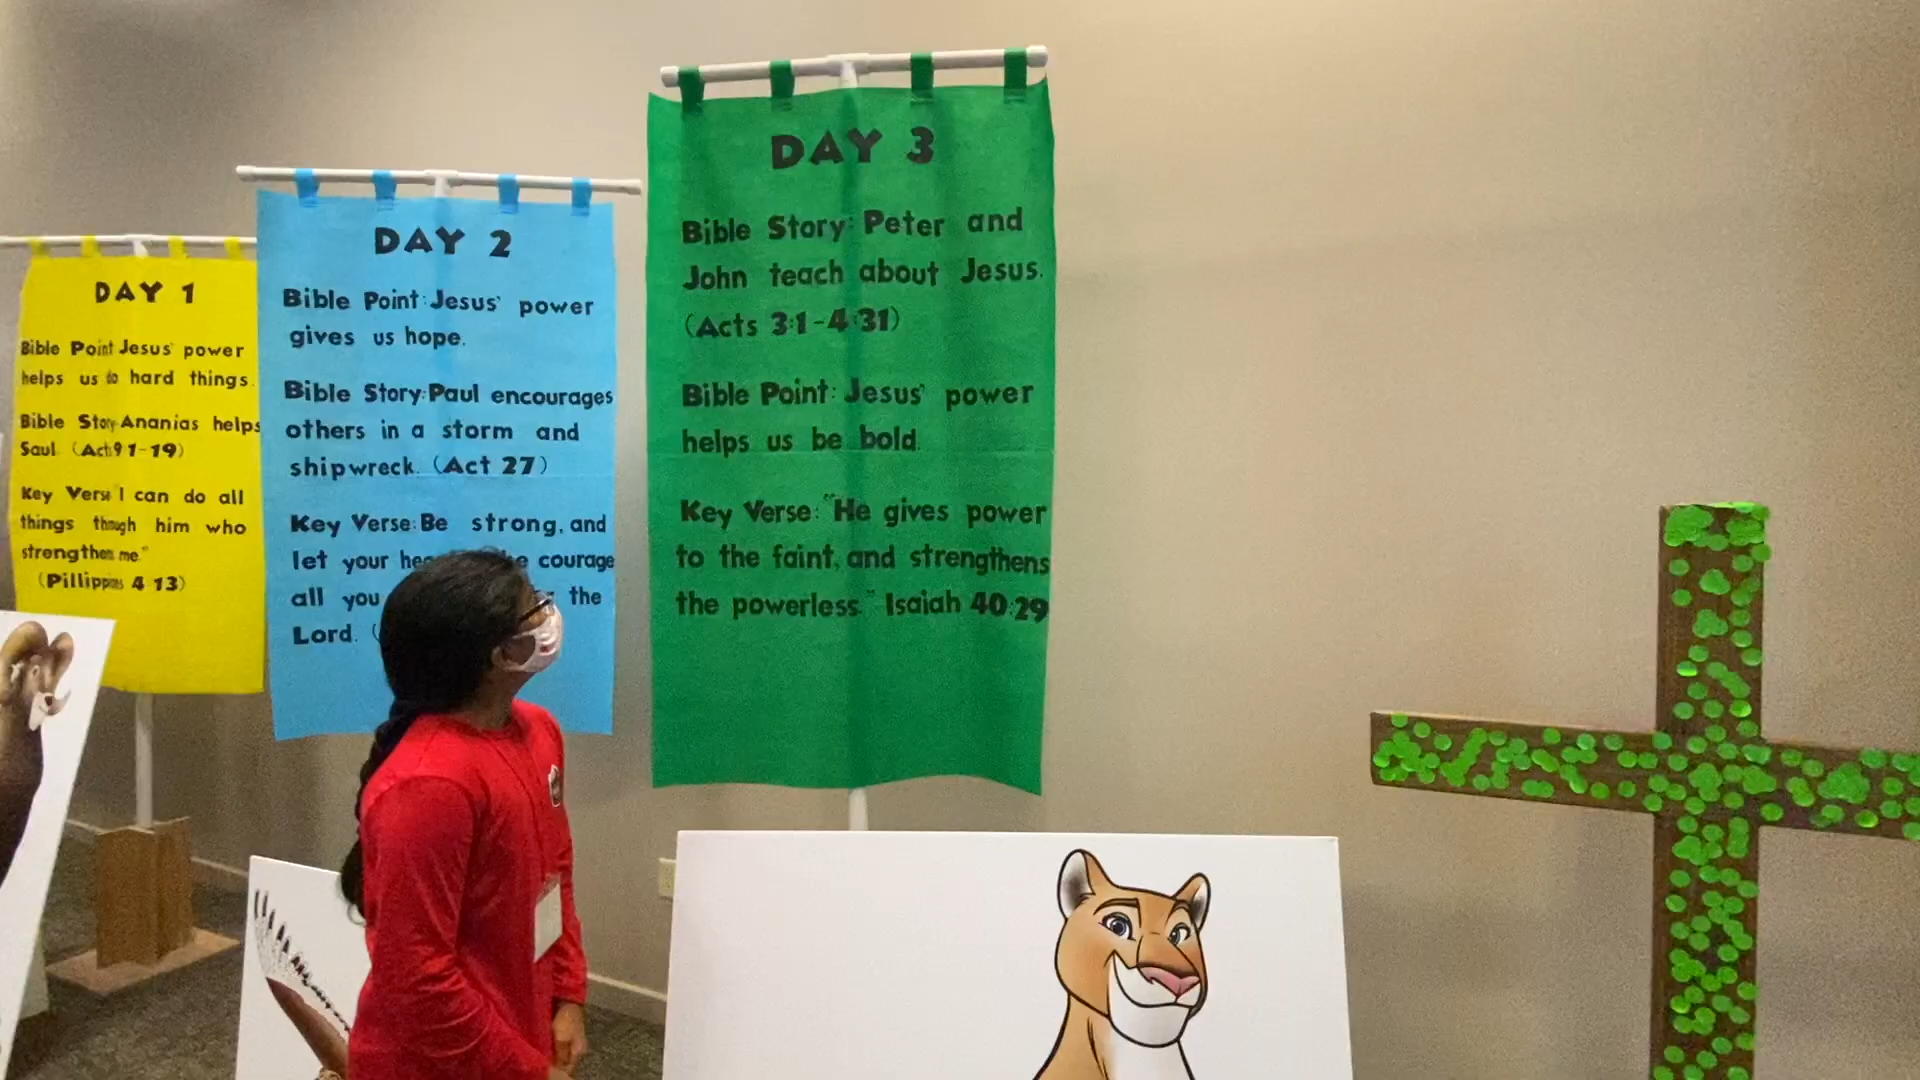 DAY 1
Bible Point Jesus' power
helps us to hard things.
Bible Story Ananias helps
Saul. (Act 9 1-19)
Key Verse "I can do all
things through him who
strengthens me."
(Pillippians 4 13)
DAY 2
Bible Point: Jesus' power
gives us hope.
Bible Story: Paul encourages
others in a storm and
shipwreck. (Act 27)
Key Verse: Be strong, and
let your courage
all you the
Lord. (
DAY 3
Bible Story: Peter and
John teach about Jesus.
(Acts 3:1-4:31)
Bible Point: Jesus' power
helps us be bold.
Key Verse: "He gives power
to the faint, and strengthens
the powerless." Isaiah 40:29